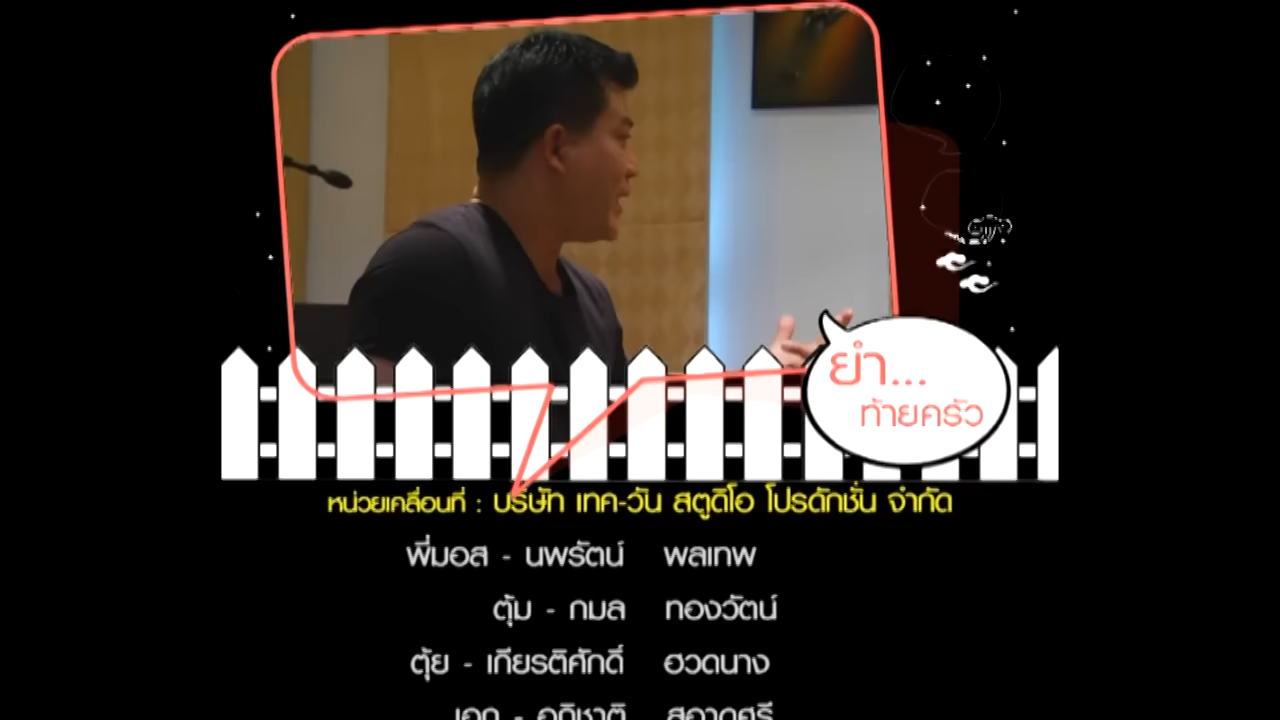 ยำ...
ท้ายครัว
หน่วยเคลื่อนที่ : บริษัท เทค-วัน สตูดิโอ โปรดักชั่น จำกัด
พี่มอส - นพรัตน์ พลเทพ
ตุ้ม - กมล ทองวัตน์
ตุ้ย - เกียรติศักดิ์ ฮวดนาง